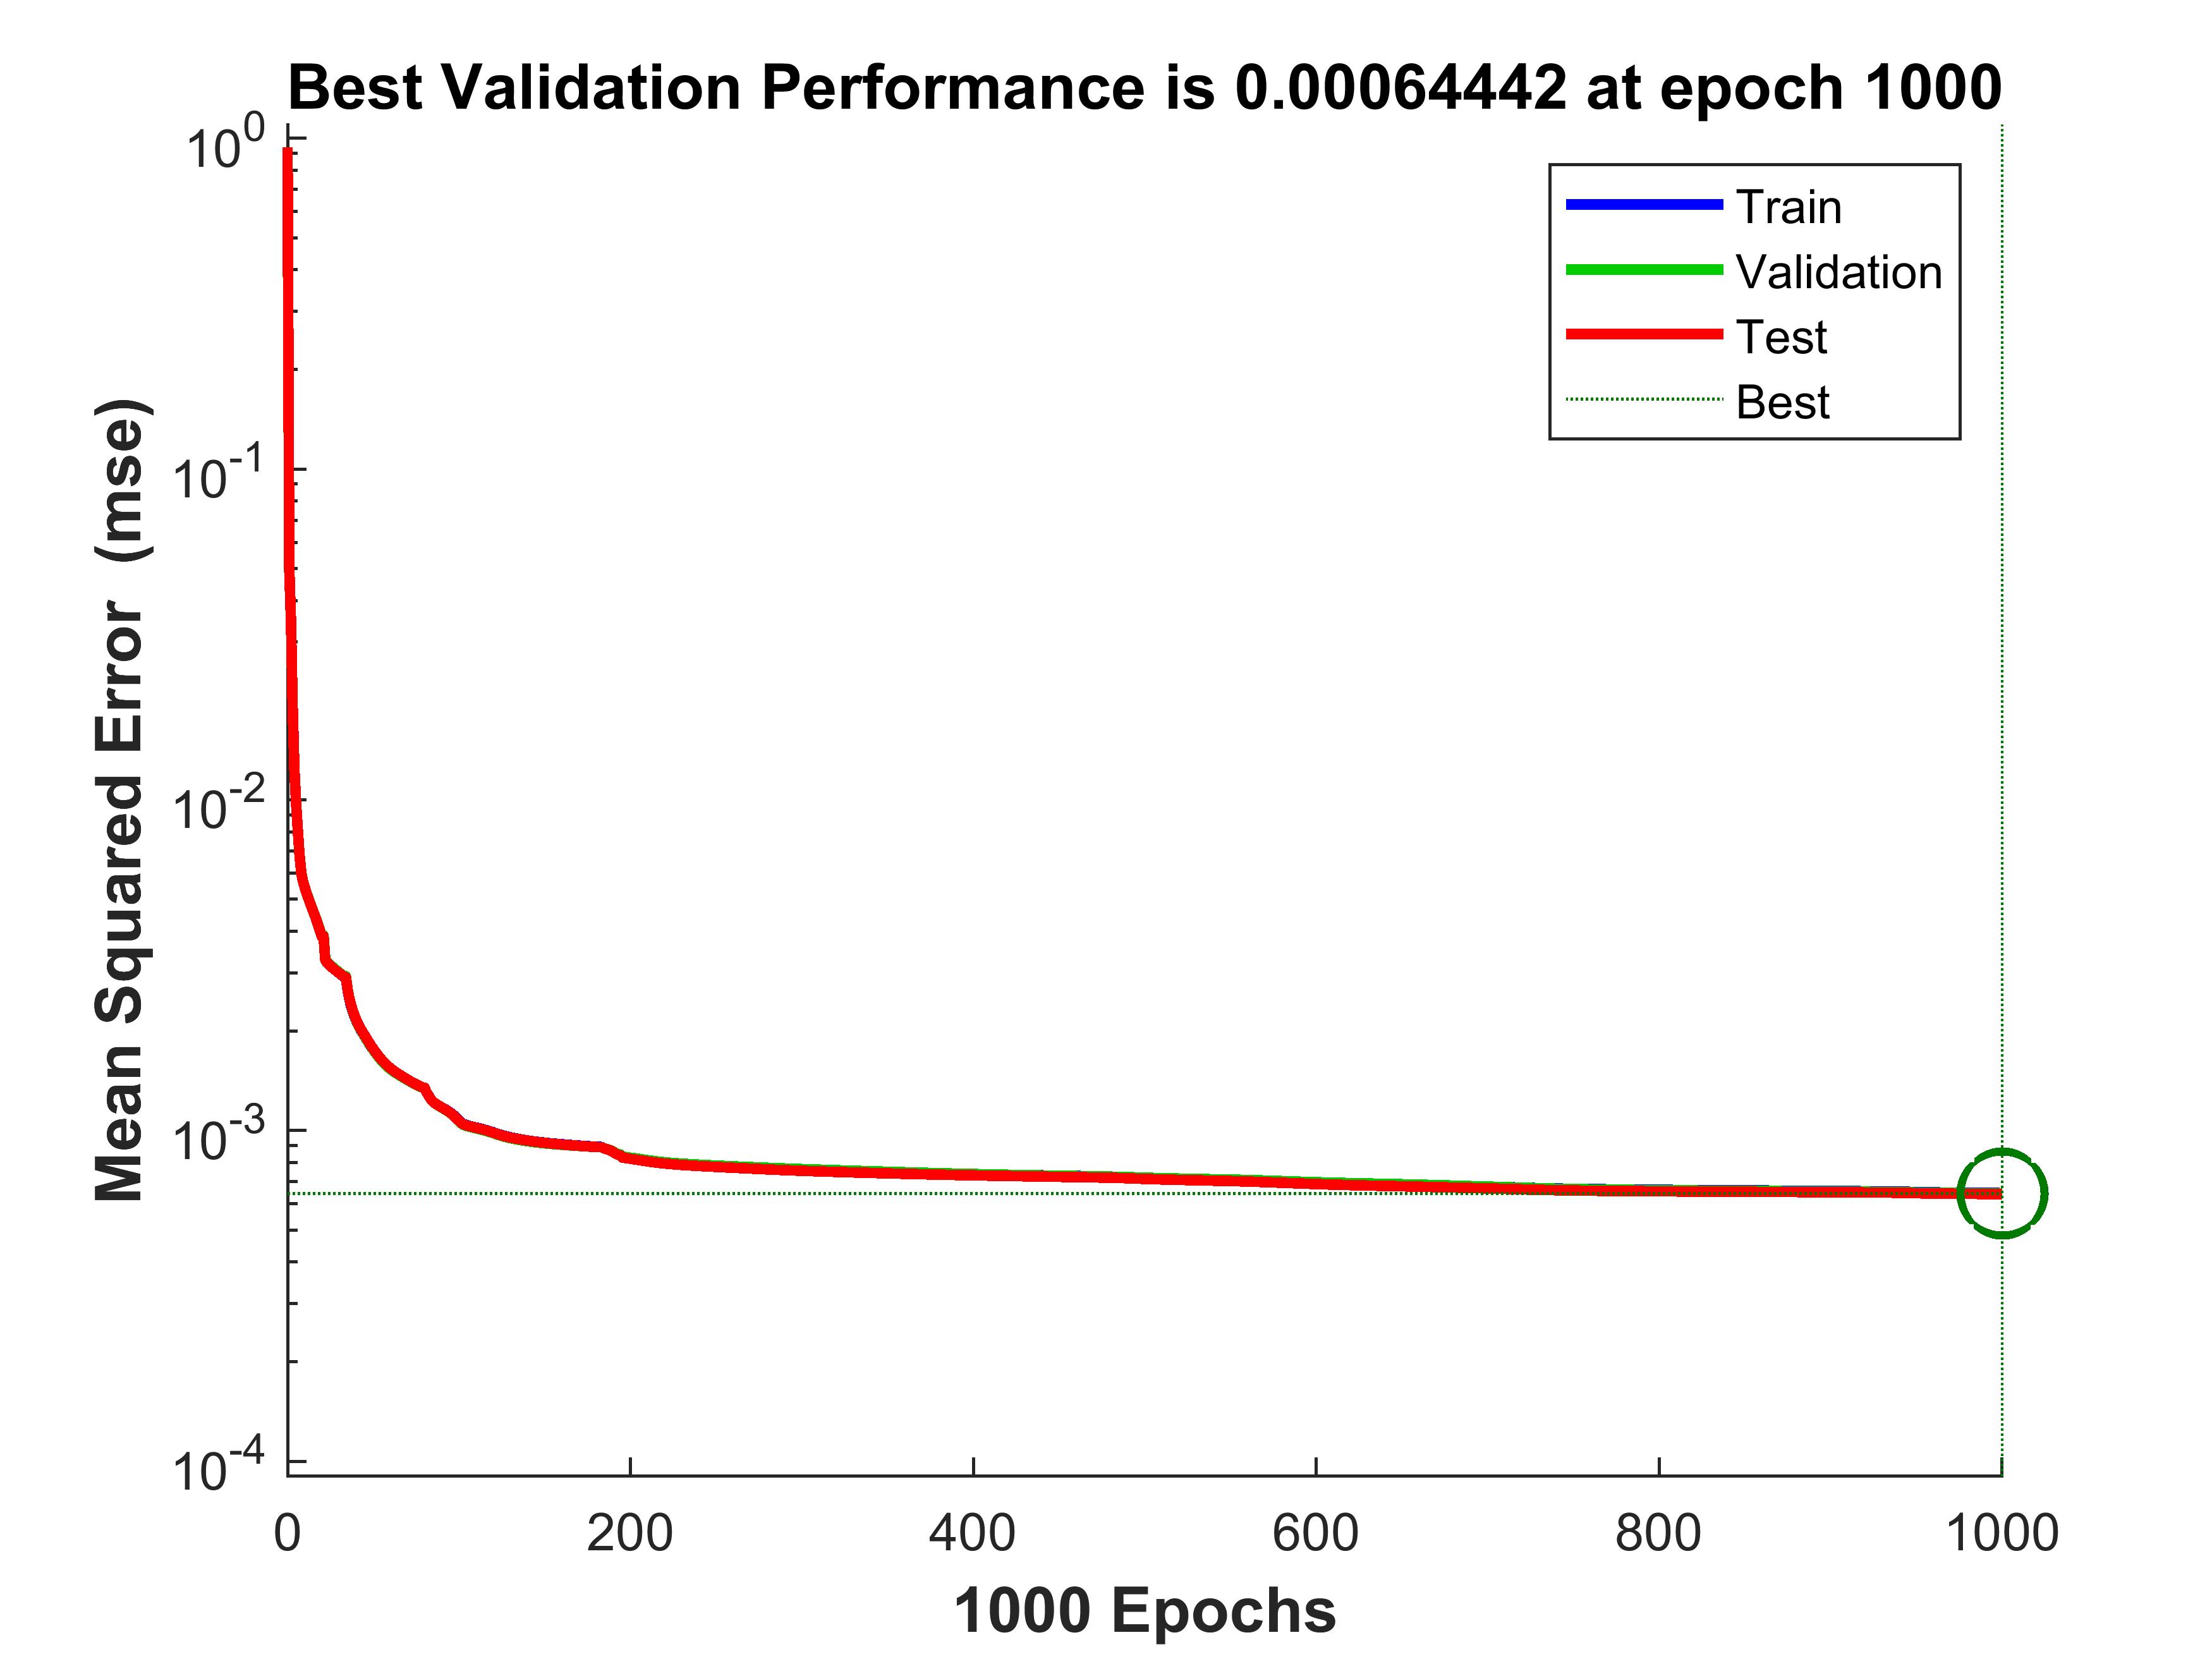 Best Validation Performance is 0.00064442 at epoch 1000
Mean Squared Error (mse)
10^0
10^-1
10^-2
10^-3
10^-4
Train
Validation
Test
Best
0 200 400 600 800 1000
1000 Epochs